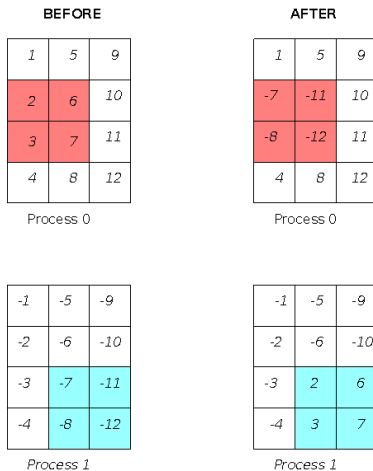 BEFORE AFTER
1 5 9 1 5 9
2 6 10 -7 -11 10
3 7 11 -8 -12 11
4 8 12 4 8 12
Process 0 Process 0
-1 -5 -9 -1 -5 -9
-2 -6 -10 -2 -6 -10
-3 -7 -11 -3 2 6
-4 -8 -12 -4 3 7
Process 1 Process 1